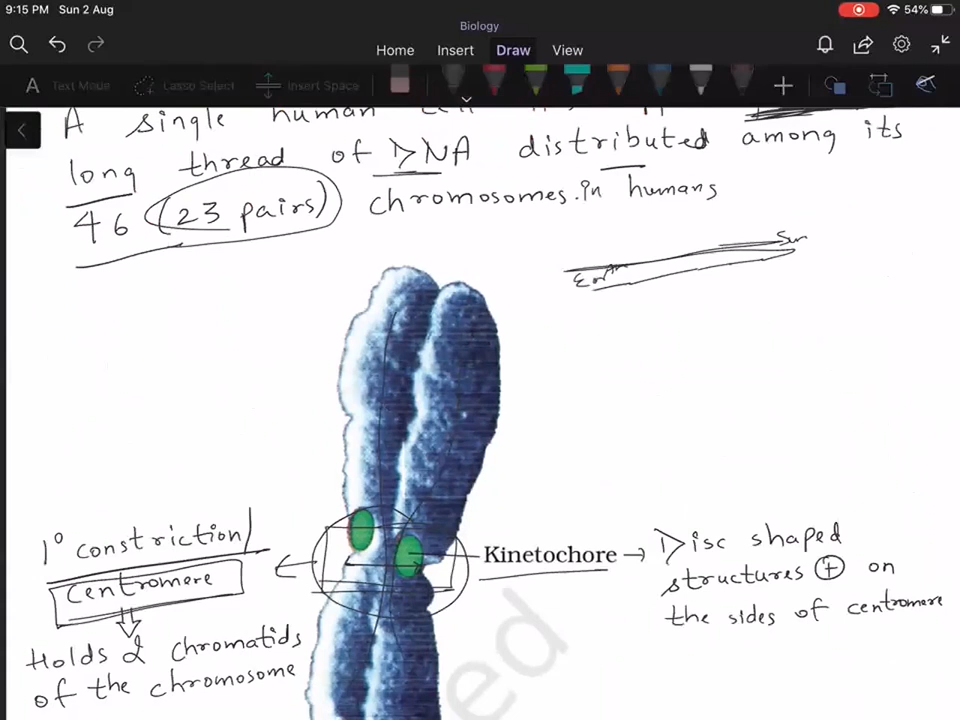 9:15 PM Sun 2 Aug
54%
Biology
Home Insert Draw View
Text Mode Lasso Select Insert Space
A single human
long thread of DNA distributed among its
46 (23 pairs) chromosomes in humans
Earth Sun
1° constriction/
centromere
Holds 2 chromatids
of the chromosome
Kinetochore → Disc shaped
structures + on
the sides of centromere
ed